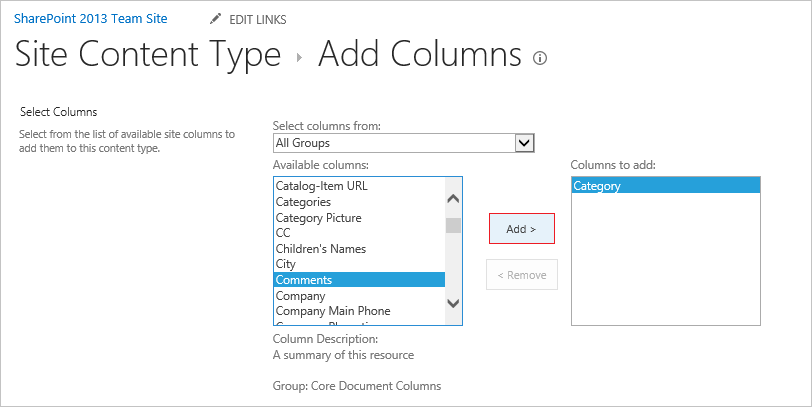 SharePoint 2013 Team Site EDIT LINKS
Site Content Type Add Columns
Select Columns
Select from the list of available site columns to
add them to this content type.
Select columns from:
All Groups
Available columns:
Catalog-Item URL
Categories
Category Picture
CC
Children's Names
City
Comments
Company
Company Main Phone
Add >
< Remove
Columns to add:
Category
Column Description:
A summary of this resource
Group: Core Document Columns